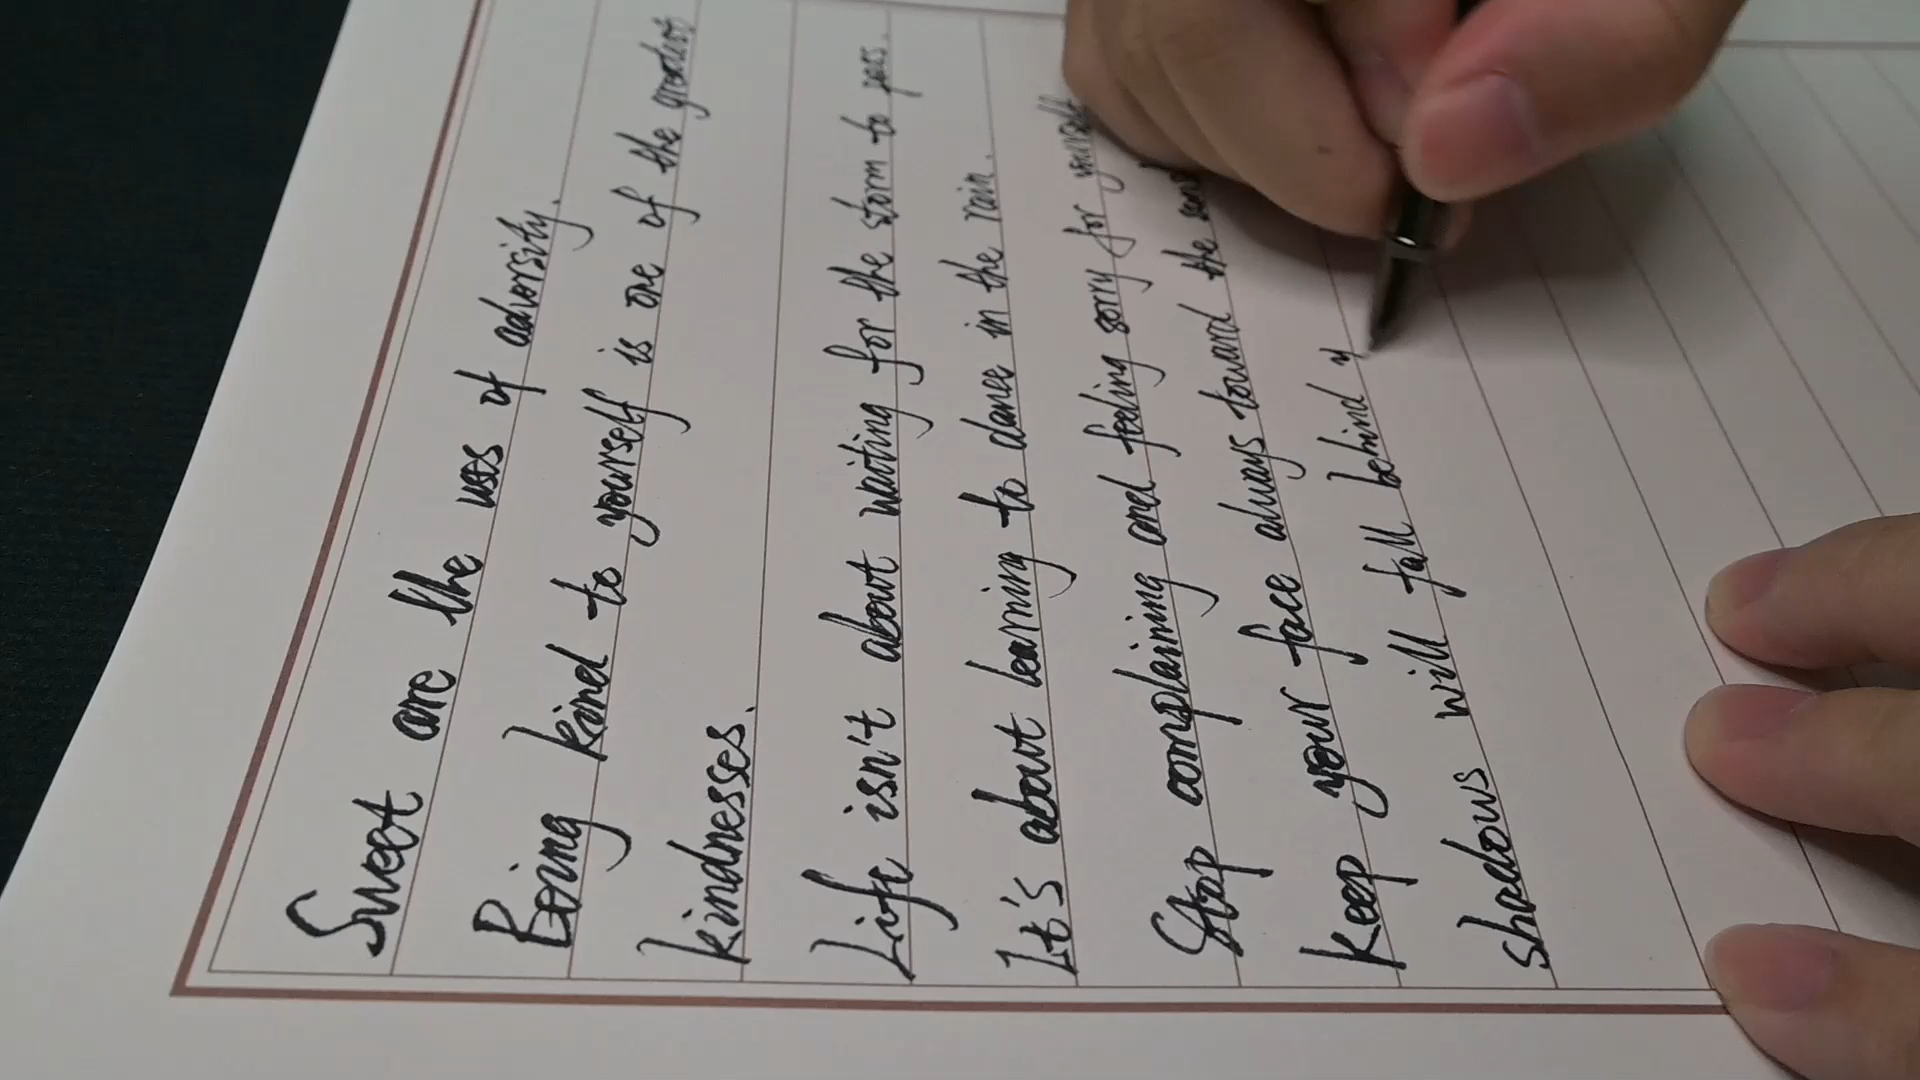 Sweet are the uses of adversity.
Being kind to yourself is one of the greatest
kindnesses.
Life isn't about waiting for the storm to pass.
It's about learning to dance in the rain.
Stop complaining and feeling sorry for yourself
Keep your face always toward the
shadows will fall behind y